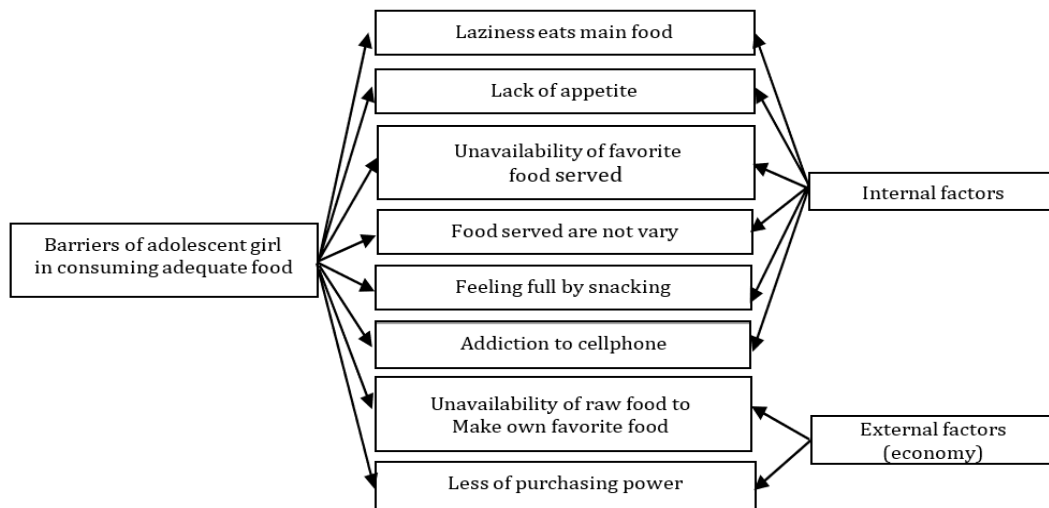 Laziness eats main food
Lack of appetite
Unavailability of favorite
food served
Internal factors
Barriers of adolescent girl
in consuming adequate food
Food served are not vary
Feeling full by snacking
Addiction to cellphone
Unavailability of raw food to
Make own favorite food
External factors
(economy)
Less of purchasing power